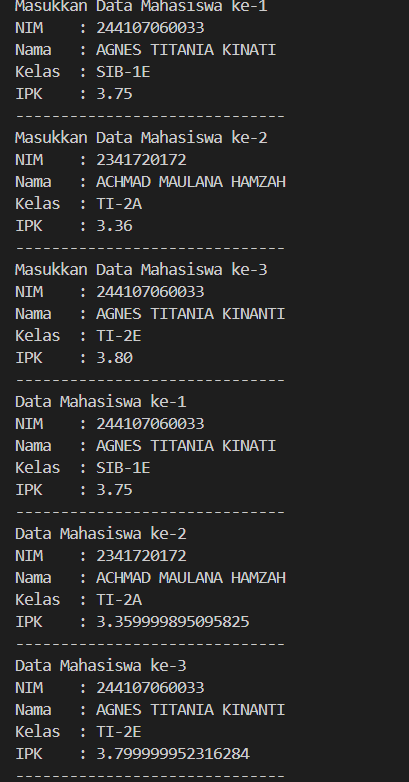 Masukkan Data Mahasiswa ke-1
NIM    : 244107060033
Nama   : AGNES TITANIA KINATI
Kelas  : SIB-1E
IPK    : 3.75
------------------------------
Masukkan Data Mahasiswa ke-2
NIM    : 2341720172
Nama   : ACHMAD MAULANA HAMZAH
Kelas  : TI-2A
IPK    : 3.36
------------------------------
Masukkan Data Mahasiswa ke-3
NIM    : 244107060033
Nama   : AGNES TITANIA KINANTI
Kelas  : TI-2E
IPK    : 3.80
------------------------------
Data Mahasiswa ke-1
NIM    : 244107060033
Nama   : AGNES TITANIA KINATI
Kelas  : SIB-1E
IPK    : 3.75
------------------------------
Data Mahasiswa ke-2
NIM    : 2341720172
Nama   : ACHMAD MAULANA HAMZAH
Kelas  : TI-2A
IPK    : 3.359999895095825
------------------------------
Data Mahasiswa ke-3
NIM    : 244107060033
Nama   : AGNES TITANIA KINANTI
Kelas  : TI-2E
IPK    : 3.799999952316284
------------------------------